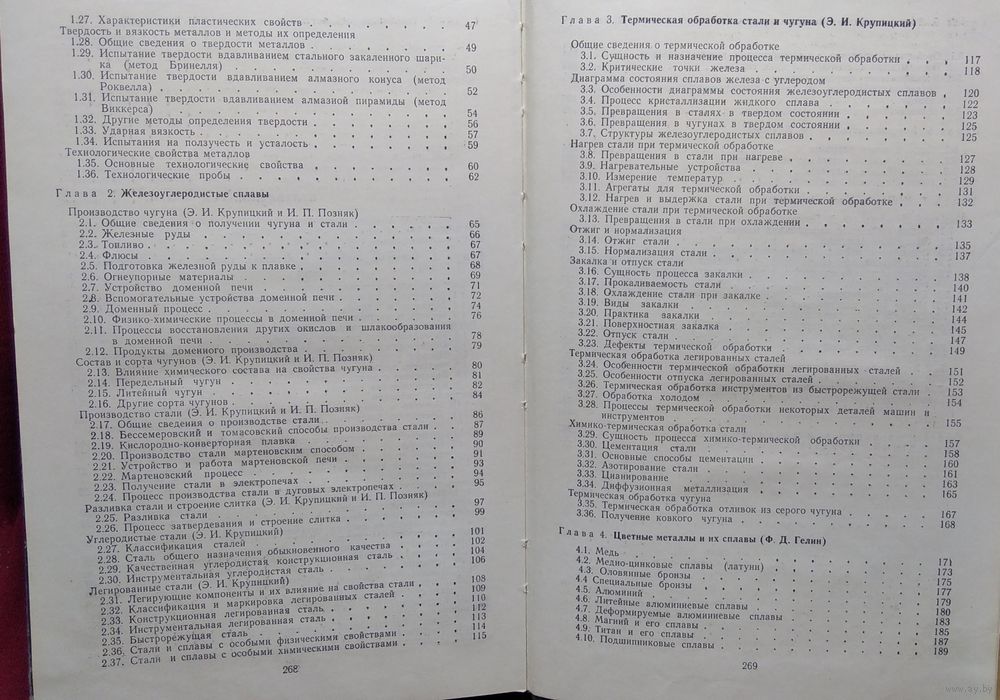 1.27. Характеристики пластических свойств . . . . . . . . 47
Твердость и вязкость металлов и методы их определения
1.28. Общие сведения о твердости металлов . . . . . . . . 49
1.29. Испытание твердости вдавливанием стального закаленного шари-
ка (метод Бринелля) . . . . . . . . 50
1.30. Испытание твердости вдавливанием алмазного конуса (метод
Роквелла) . . . . . . . . 52
1.31. Испытание твердости вдавливанием алмазной пирамиды (метод
Виккерса) . . . . . . . . 54
1.32. Другие методы определения твердости . . . . . . . . 56
1.33. Ударная вязкость . . . . . . . . 57
1.34. Испытания на ползучесть и усталость . . . . . . . . 59
Технологические свойства металлов
1.35. Основные технологические свойства . . . . . . . . 60
1.36. Технологические пробы . . . . . . . . 62
Глава 2. Железоуглеродистые сплавы
Производство чугуна (Э. И. Крупицкий и И. П. Позняк)
2.1. Общие сведения о получении чугуна и стали . . . . . . . . 65
2.2. Железные руды . . . . . . . . 66
2.3. Топливо . . . . . . . . 67
2.4. Флюсы . . . . . . . . 67
2.5. Подготовка железной руды к плавке . . . . . . . . 68
2.6. Огнеупорные материалы . . . . . . . . 69
2.7. Устройство доменной печи . . . . . . . . 71
2.8. Вспомогательные устройства доменной печи . . . . . . . . 72
2.9. Доменный процесс . . . . . . . . 74
2.10. Физико-химические процессы в доменной печи . . . . . . . . 76
2.11. Процессы восстановления других окислов и шлакообразования
в доменной печи . . . . . . . . 78
2.12. Продукты доменного производства . . . . . . . . 79
Состав и сорта чугунов (Э. И. Крупицкий и И. П. Позняк)
2.13. Влияние химического состава на свойства чугуна . . . . . . . . 80
2.14. Передельный чугун . . . . . . . . 81
2.15. Литейный чугун . . . . . . . . 82
2.16. Другие сорта чугунов . . . . . . . . 84
Производство стали (Э. И. Крупицкий и И. П. Позняк)
2.17. Общие сведения о производстве стали . . . . . . . . 86
2.18. Бессемеровский и томасовский способы производства стали . . . . 87
2.19. Кислородно-конверторная плавка . . . . . . . . 89
2.20. Производство стали мартеновским способом . . . . . . . . 90
2.21. Устройство и работа мартеновской печи . . . . . . . . 91
2.22. Мартеновский процесс . . . . . . . . 93
2.23. Получение стали в электропечах . . . . . . . . 94
2.24. Процесс производства стали в дуговых электропечах . . . . . . . . 95
Разливка стали и строение слитка (Э. И. Крупицкий и И. П. Позняк)
2.25. Разливка стали . . . . . . . . 97
2.26. Процесс затвердевания и строение слитка . . . . . . . . 99
Углеродистые стали (Э. И. Крупицкий)
2.27. Классификация сталей . . . . . . . . 101
2.28. Сталь общего назначения обыкновенного качества . . . . . . . . 102
2.29. Качественная углеродистая конструкционная сталь . . . . . . . . 104
2.30. Инструментальная углеродистая сталь . . . . . . . . 106
Легированные стали (Э. И. Крупицкий)
2.31. Легирующие компоненты и их влияние на свойства стали . . . . 108
2.32. Классификация и маркировка легированных сталей . . . . . . . . 109
2.33. Конструкционная легированная сталь . . . . . . . . 110
2.34. Инструментальная легированная сталь . . . . . . . . 112
2.35. Быстрорежущая сталь . . . . . . . . 113
2.36. Стали и сплавы с особыми физическими свойствами . . . . . . . . 114
2.37. Стали и сплавы с особыми химическими свойствами . . . . . . . . 115
268
Глава 3. Термическая обработка стали и чугуна (Э. И. Крупицкий)
Общие сведения о термической обработке
3.1. Сущность и назначение процесса термической обработки . . . . 117
3.2. Критические точки железа . . . . . . . . 118
Диаграмма состояния сплавов железа с углеродом
3.3. Особенности диаграммы состояния железоуглеродистых сплавов . 120
3.4. Процесс кристаллизации жидкого сплава . . . . . . . . 122
3.5. Превращения в сталях в твердом состоянии . . . . . . . . 123
3.6. Превращения в чугунах в твердом состоянии . . . . . . . . 125
3.7. Структуры железоуглеродистых сплавов . . . . . . . . 125
Нагрев стали при термической обработке
3.8. Превращения в стали при нагреве . . . . . . . . 127
3.9. Нагревательные устройства . . . . . . . . 128
3.10. Измерение температур . . . . . . . . 129
3.11. Агрегаты для термической обработки . . . . . . . . 131
3.12. Нагрев и выдержка стали при термической обработке . . . . 132
Охлаждение стали при термической обработке
3.13. Превращения в стали при охлаждении . . . . . . . . 133
Отжиг и нормализация
3.14. Отжиг стали . . . . . . . . 135
3.15. Нормализация стали . . . . . . . . 137
Закалка и отпуск стали
3.16. Сущность процесса закалки . . . . . . . . 138
3.17. Прокаливаемость стали . . . . . . . . 140
3.18. Охлаждение стали при закалке . . . . . . . . 141
3.19. Виды закалки . . . . . . . . 142
3.20. Практика закалки . . . . . . . . 144
3.21. Поверхностная закалка . . . . . . . . 145
3.22. Отпуск стали . . . . . . . . 147
3.23. Дефекты термической обработки . . . . . . . . 149
Термическая обработка легированных сталей
3.24. Особенности термической обработки легированных сталей . . . . 151
3.25. Особенности отпуска легированных сталей . . . . . . . . 152
3.26. Термическая обработка инструментов из быстрорежущей стали . 153
3.27. Обработка холодом . . . . . . . . 154
3.28. Процессы термической обработки некоторых деталей машин и
инструментов . . . . . . . . 155
Химико-термическая обработка стали
3.29. Сущность процесса химико-термической обработки . . . . 157
3.30. Цементация стали . . . . . . . . 158
3.31. Основные способы цементации . . . . . . . . 160
3.32. Азотирование стали . . . . . . . . 161
3.33. Цианирование . . . . . . . . 163
3.34. Диффузионная металлизация . . . . . . . . 165
Термическая обработка чугуна
3.35. Термическая обработка отливок из серого чугуна . . . . 167
3.36. Получение ковкого чугуна . . . . . . . . 168
Глава 4. Цветные металлы и их сплавы (Ф. Д. Гелин)
4.1. Медь . . . . . . . . 171
4.2. Медно-цинковые сплавы (латуни) . . . . . . . . 173
4.3. Оловянные бронзы . . . . . . . . 175
4.4 Специальные бронзы . . . . . . . . 177
4.5. Алюминий . . . . . . . . 179
4.6. Литейные алюминиевые сплавы . . . . . . . . 180
4.7. Деформируемые алюминиевые сплавы . . . . . . . . 183
4.8. Магний и его сплавы . . . . . . . . 185
4.9. Титан и его сплавы . . . . . . . . 187
4.10. Подшипниковые сплавы . . . . . . . . 189
269
www.ay.by